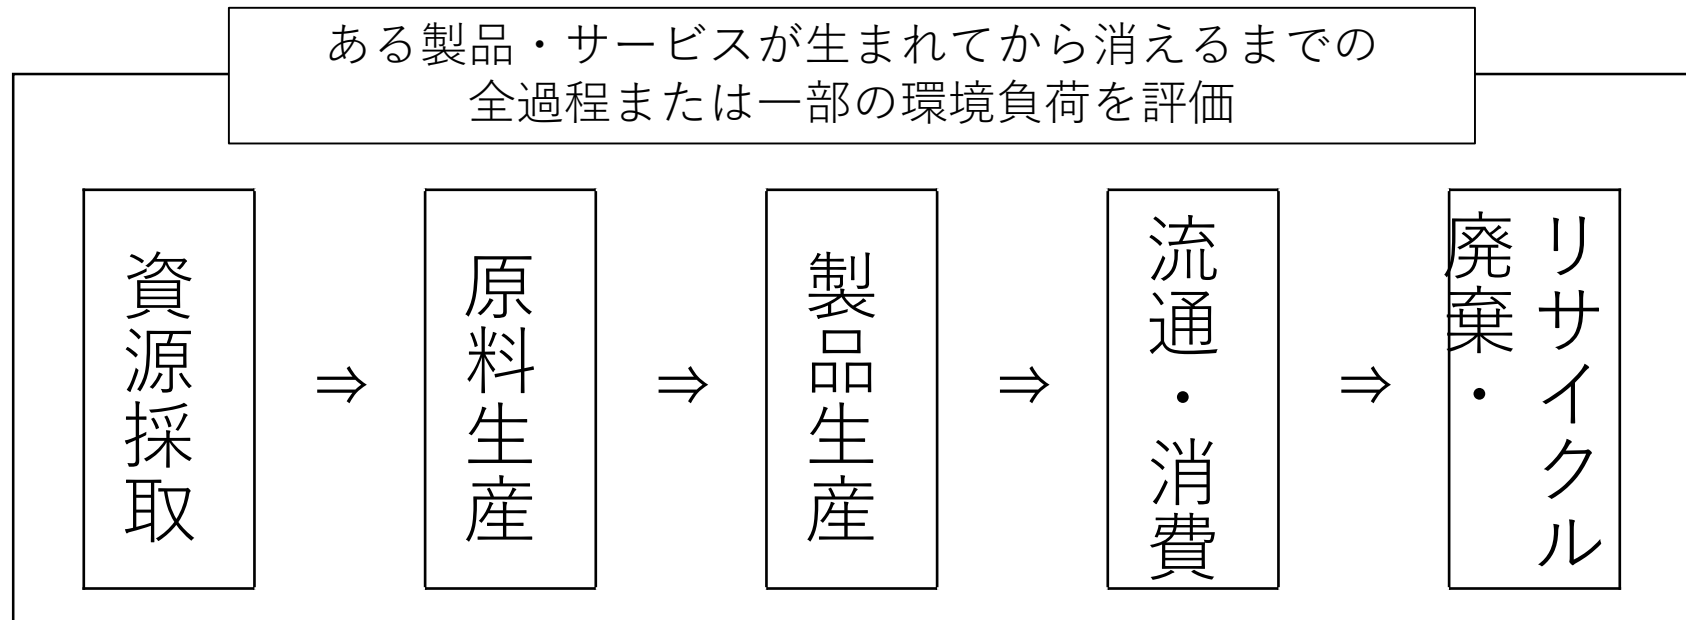 ある製品・サービスが生まれてから消えるまでの
全過程または一部の環境負荷を評価
資源採取
⇒
原料生産
⇒
製品生産
⇒
流通・消費
⇒
リサイクル
廃棄・